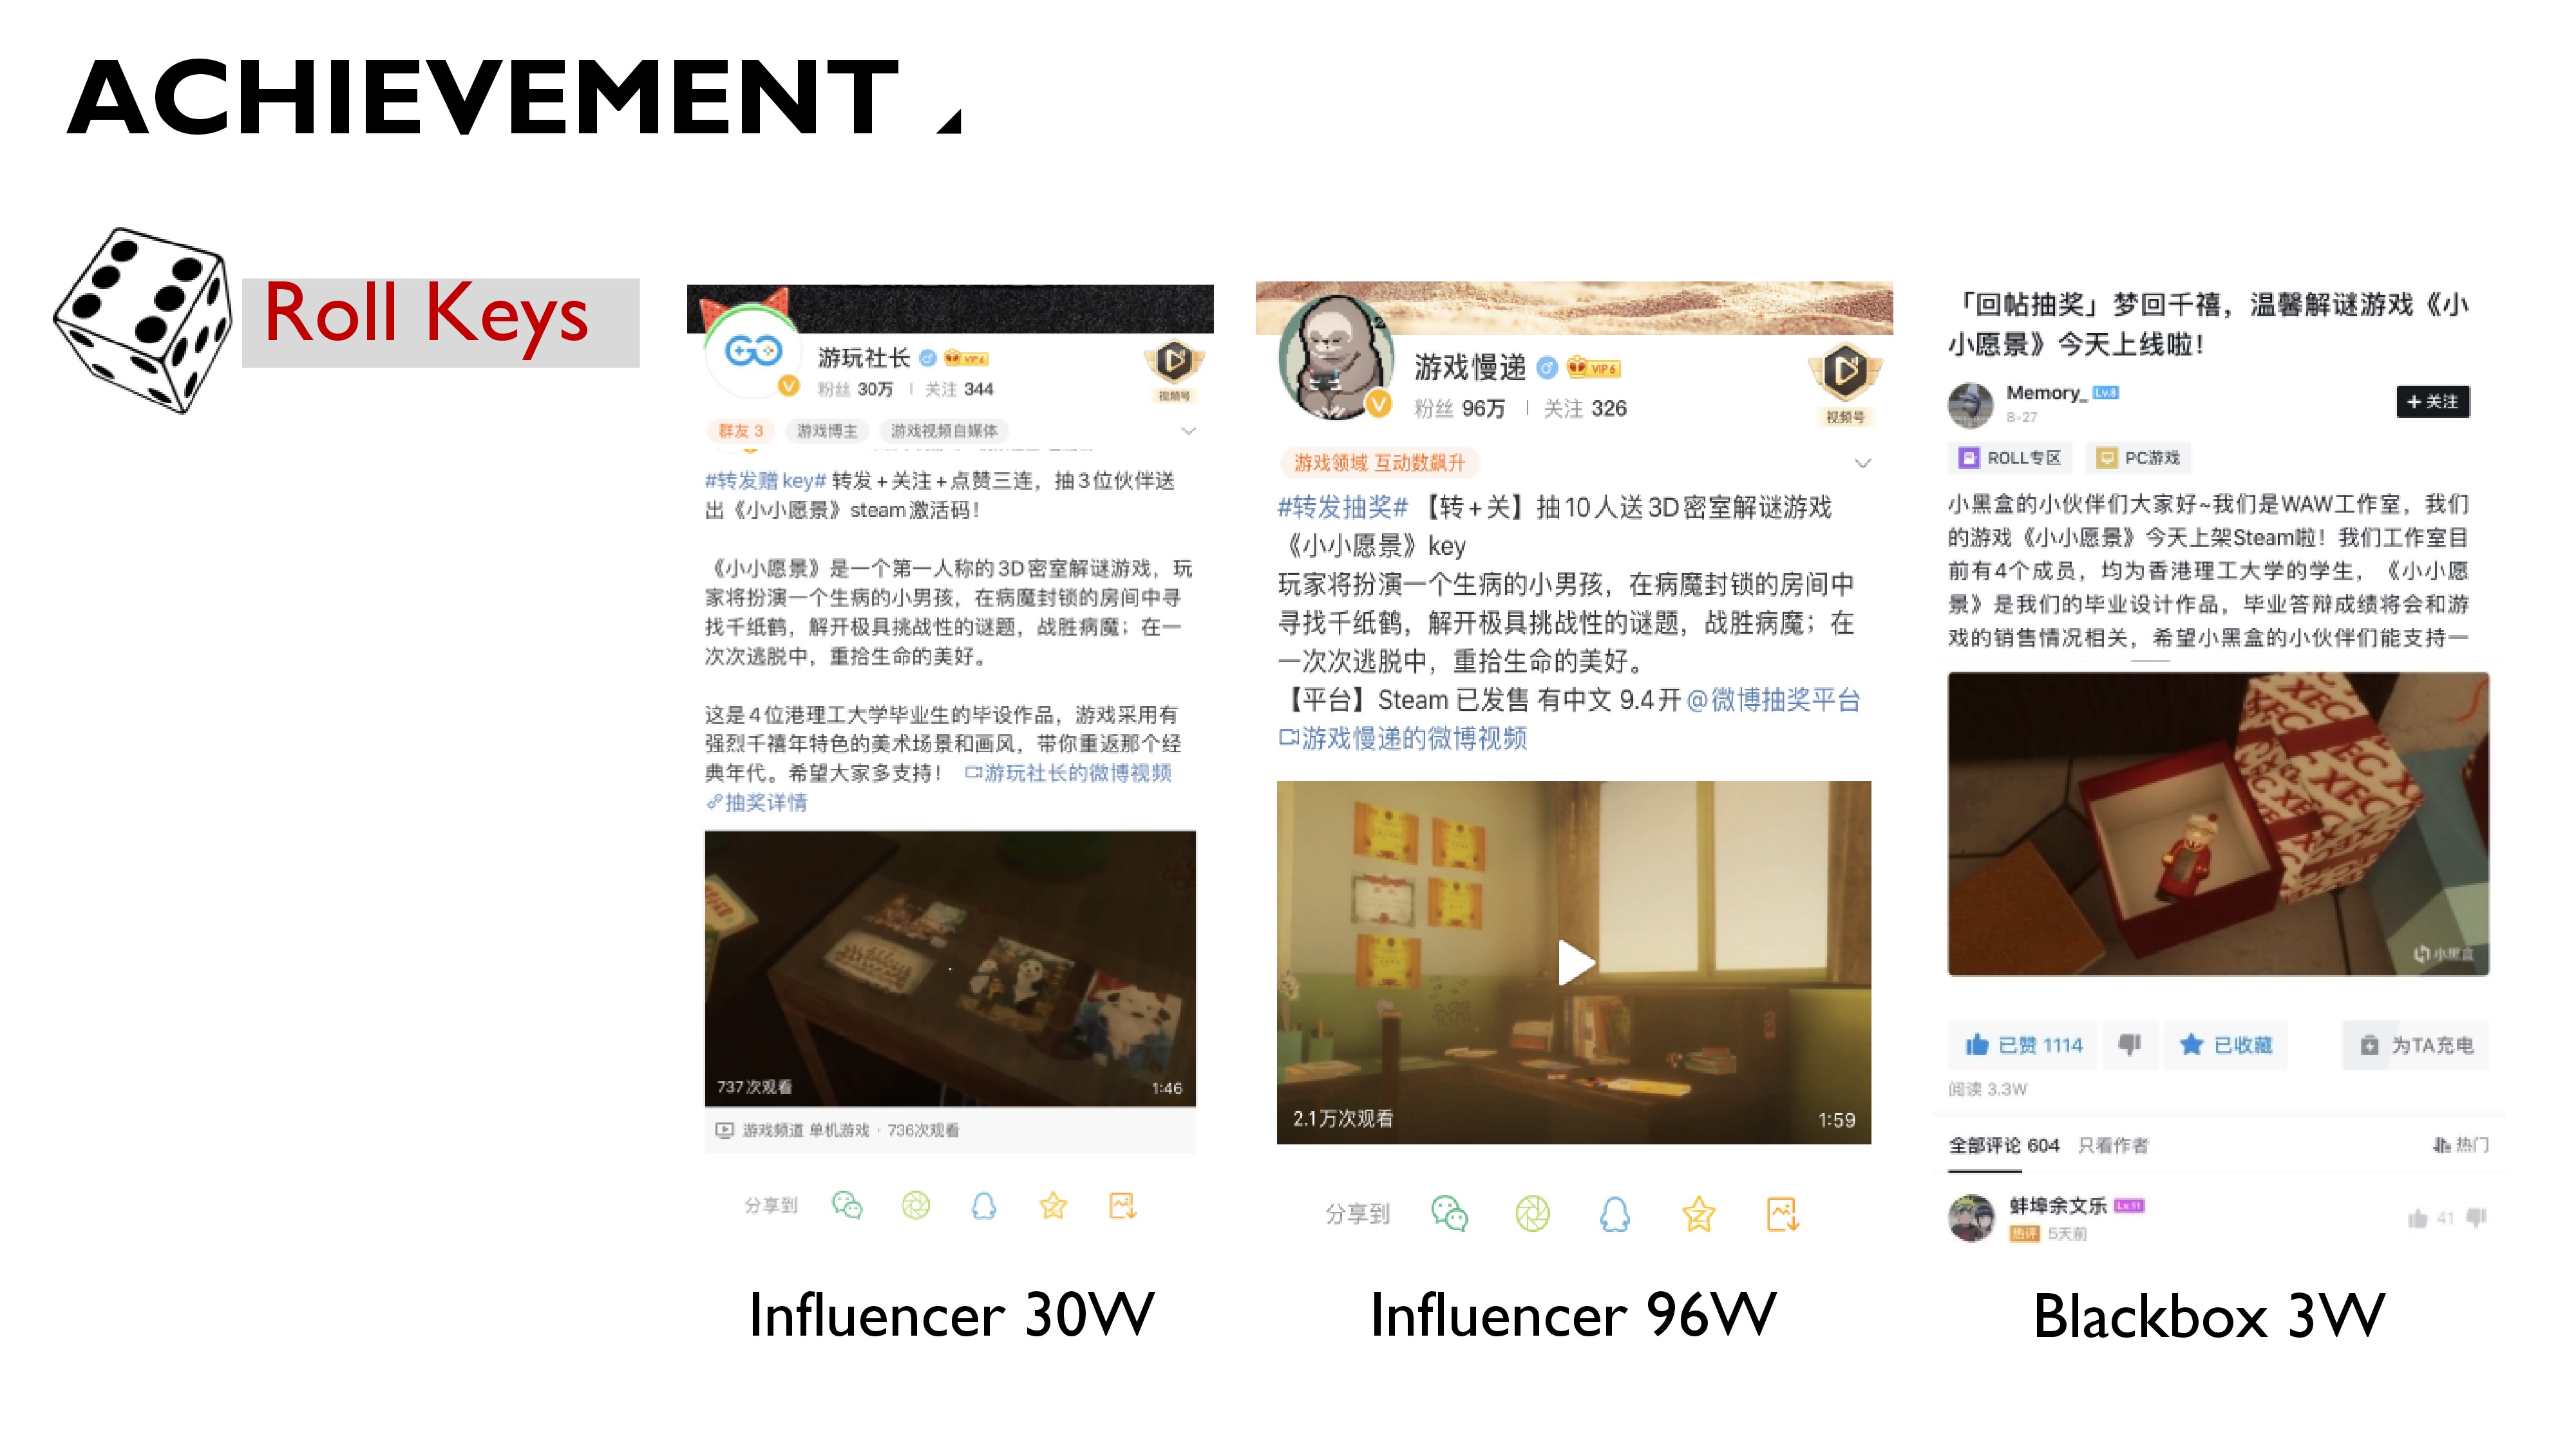 ACHIEVEMENT
Roll Keys
游玩社长 VIP 6
粉丝 30万 | 关注 344
视频号
群友 3 游戏博主 游戏视频自媒体
#转发赠key# 转发+关注+点赞三连，抽3位伙伴送
出《小小愿景》steam激活码！
《小小愿景》是一个第一人称的3D密室解谜游戏，玩
家将扮演一个生病的小男孩，在病魔封锁的房间中寻
找千纸鹤，解开极具挑战性的谜题，战胜病魔；在一
次次逃脱中，重拾生命的美好。
这是4位港理工大学毕业生的毕设作品，游戏采用有
强烈千禧年特色的美术场景和画风，带你重返那个经
典年代。希望大家多支持！ 游玩社长的微博视频
抽奖详情
737次观看 1:46
游戏频道 单机游戏 · 736次观看
分享到
Influencer 30W
游戏慢递 VIP 6
粉丝 96万 | 关注 326
视频号
游戏领域 互动数飙升
#转发抽奖# 【转+关】抽10人送3D密室解谜游戏
《小小愿景》key
玩家将扮演一个生病的小男孩，在病魔封锁的房间中
寻找千纸鹤，解开极具挑战性的谜题，战胜病魔；在
一次次逃脱中，重拾生命的美好。
【平台】Steam 已发售 有中文 9.4开@微博抽奖平台
游戏慢递的微博视频
2.1万次观看 1:59
分享到
Influencer 96W
「回帖抽奖」梦回千禧，温馨解谜游戏《小
小愿景》今天上线啦！
Memory_ Lv.8
8-27
+ 关注
ROLL专区 PC游戏
小黑盒的小伙伴们大家好~我们是WAW工作室，我们
的游戏《小小愿景》今天上架Steam啦！我们工作室目
前有4个成员，均为香港理工大学的学生，《小小愿
景》是我们的毕业设计作品，毕业答辩成绩将会和游
戏的销售情况相关，希望小黑盒的小伙伴们能支持一
小黑盒
已赞 1114 已收藏 为TA充电
阅读 3.3W
全部评论 604 只看作者 热门
蚌埠余文乐 Lv.11
热评 5天前 41
Blackbox 3W